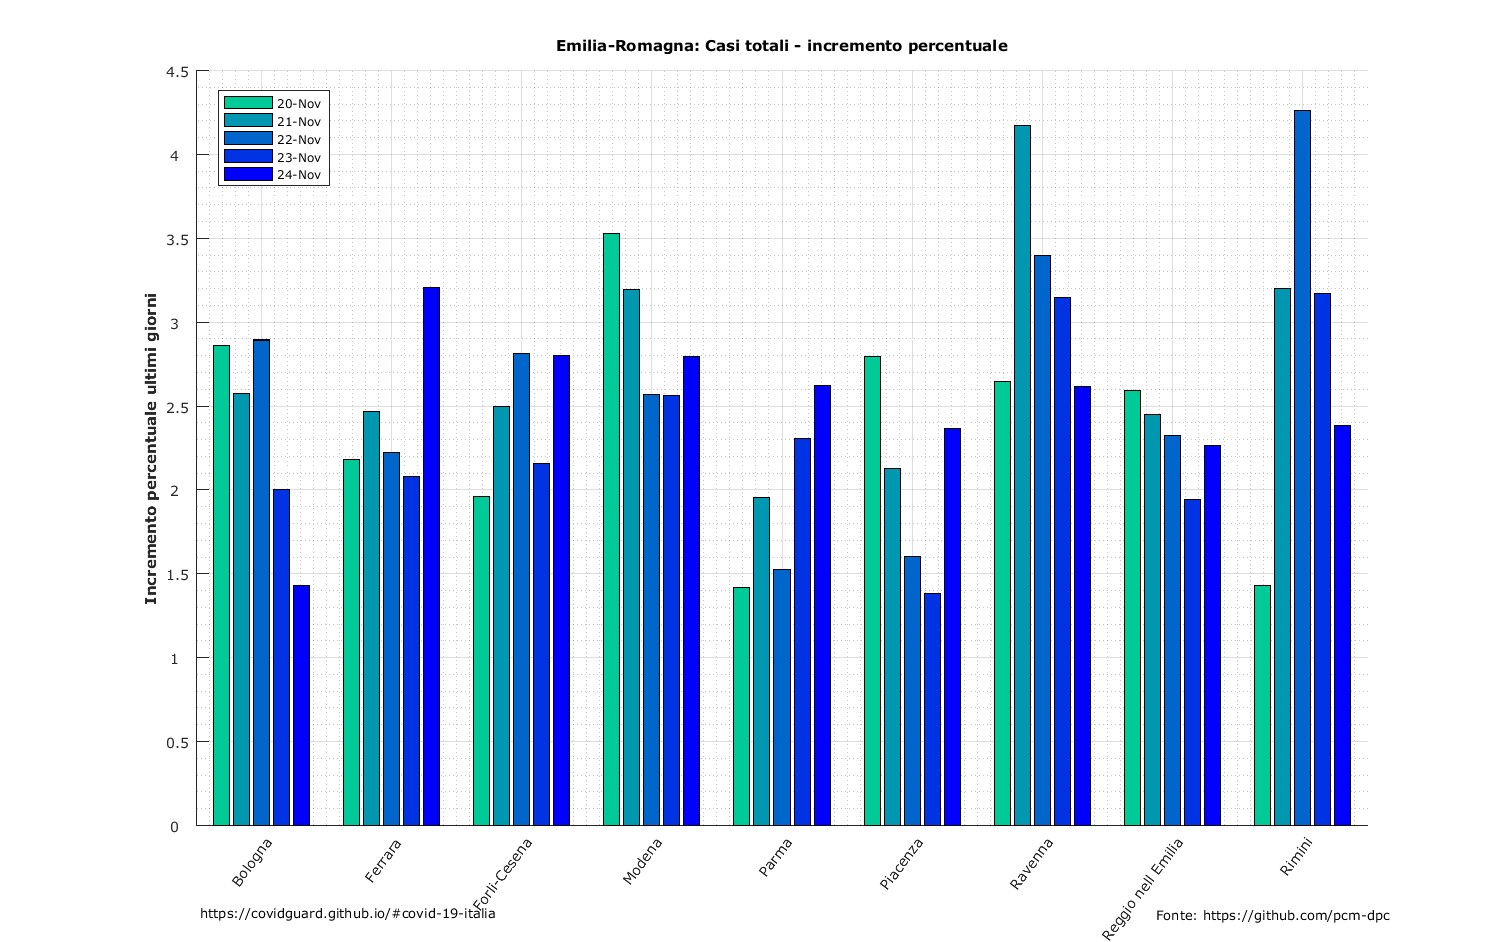 Emilia-Romagna: Casi totali - incremento percentuale
4.5
4
3.5
3
2.5
2
1.5
1
0.5
0
Incremento percentuale ultimi giorni
20-Nov
21-Nov
22-Nov
23-Nov
24-Nov
Bologna
Ferrara
Forlì-Cesena
Modena
Parma
Piacenza
Ravenna
Reggio nell Emilia
Rimini
https://covidguard.github.io/#covid-19-italia
Fonte: https://github.com/pcm-dpc